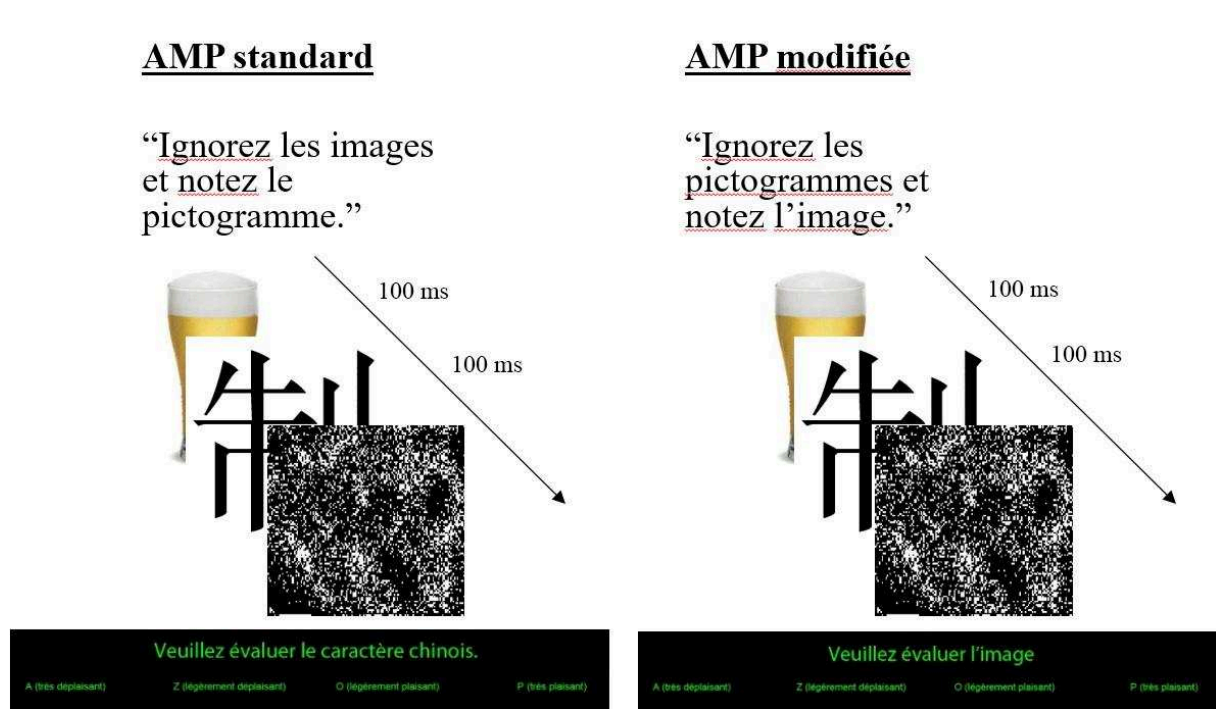 AMP standard
“Ignorez les images
et notez le
pictogramme.”
100 ms
100 ms
制
Veuillez évaluer le caractère chinois.
A (très déplaisant) Z (légèrement déplaisant) O (légèrement plaisant) P (très plaisant)
AMP modifiée
“Ignorez les
pictogrammes et
notez l’image.”
100 ms
100 ms
制
Veuillez évaluer l’image
A (très déplaisant) Z (légèrement déplaisant) O (légèrement plaisant) P (très plaisant)